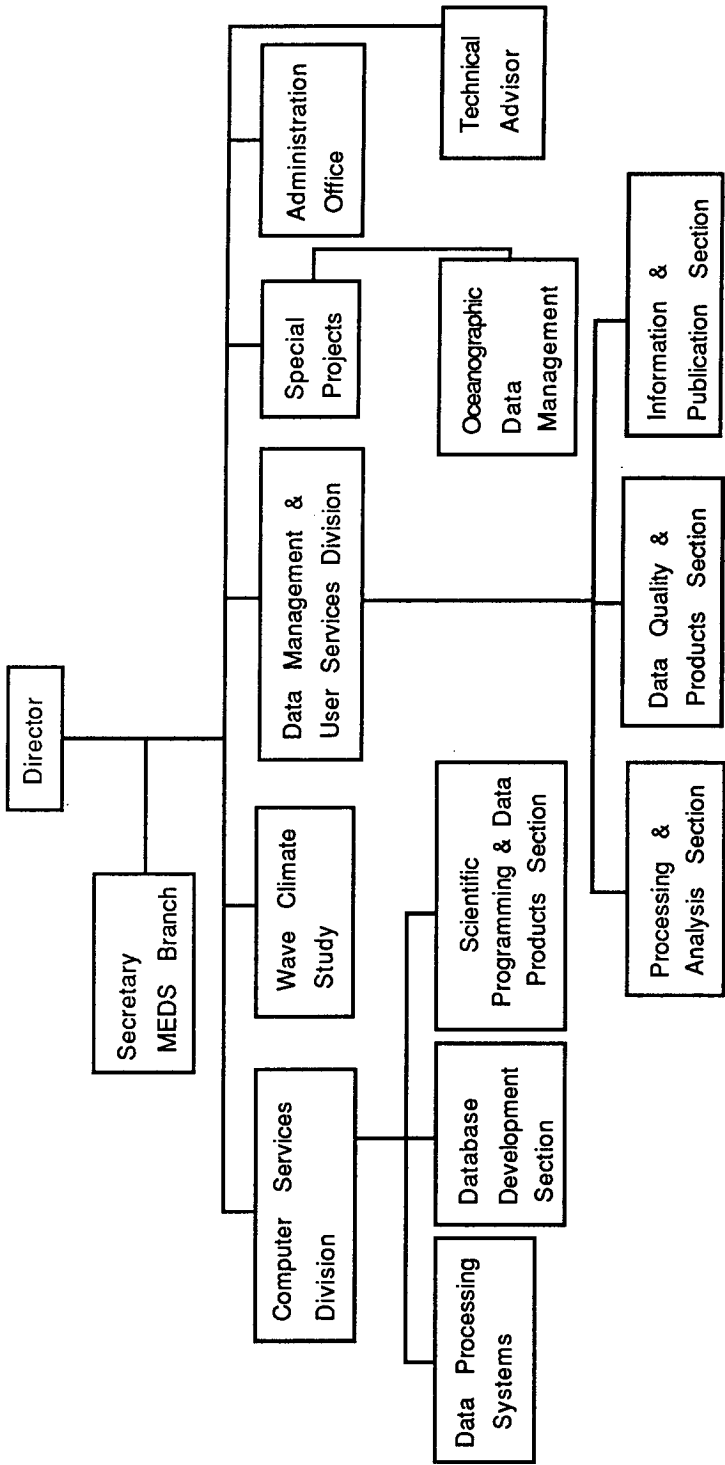 Director
Secretary
MEDS Branch
Computer Services
Division
Wave Climate
Study
Data Management &
User Services Division
Special
Projects
Administration
Office
Technical
Advisor
Data Processing
Systems
Database
Development
Section
Scientific
Programming & Data
Products Section
Oceanographic
Data
Management
Processing &
Analysis Section
Data Quality &
Products Section
Information &
Publication Section